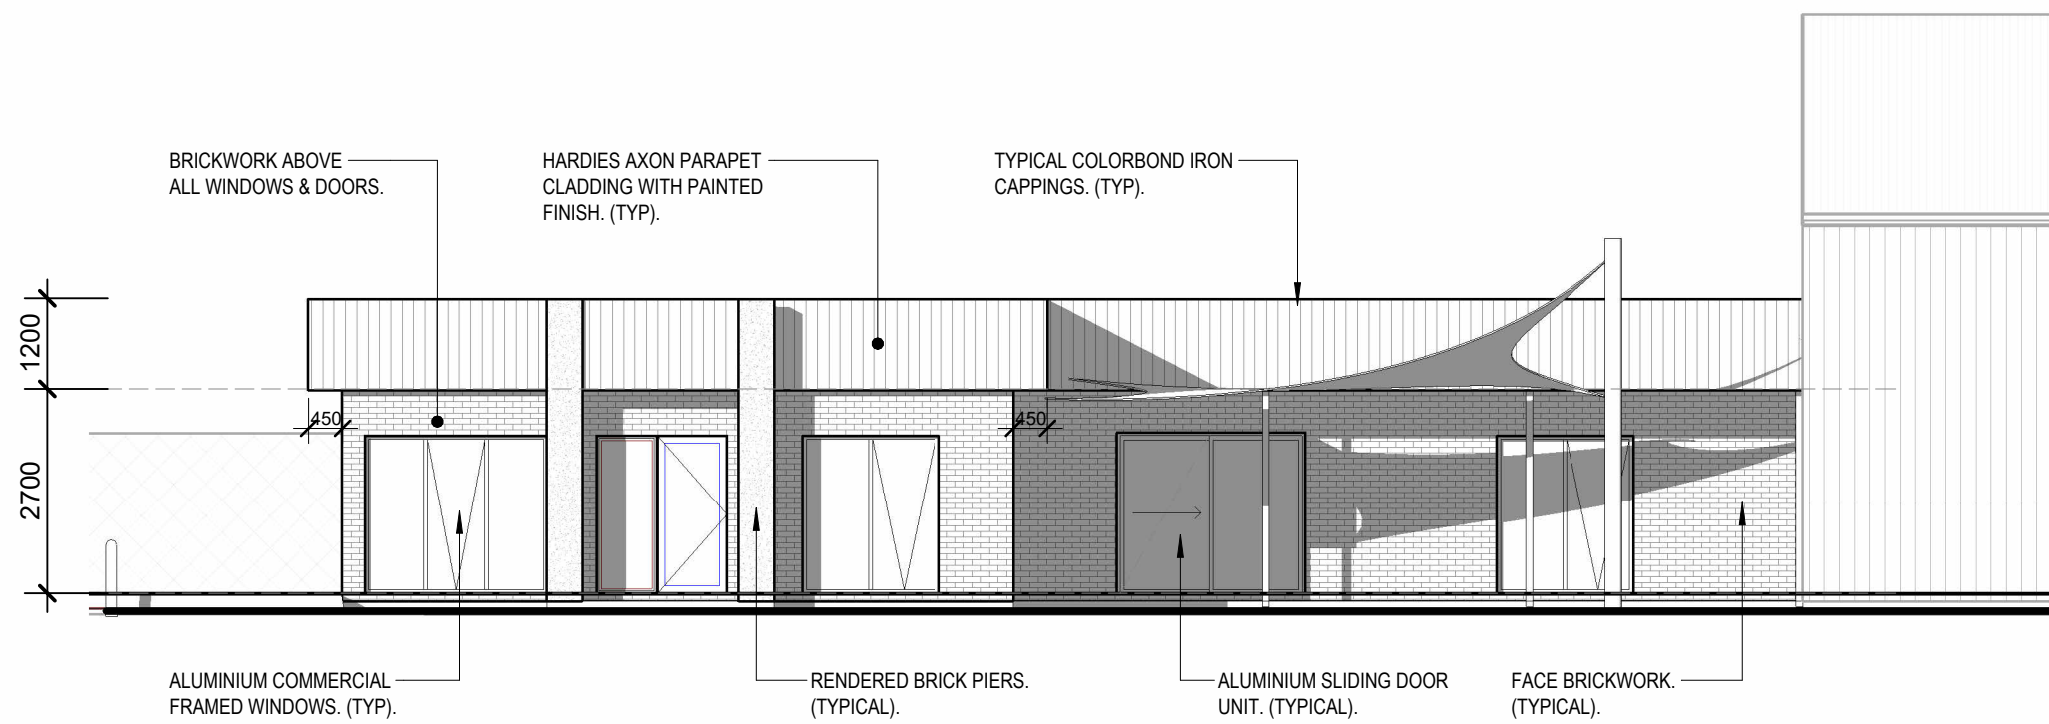 BRICKWORK ABOVE
ALL WINDOWS & DOORS.
HARDIES AXON PARAPET
CLADDING WITH PAINTED
FINISH. (TYP).
TYPICAL COLORBOND IRON
CAPPINGS. (TYP).
1200
450
450
2700
ALUMINIUM COMMERCIAL
FRAMED WINDOWS. (TYP).
RENDERED BRICK PIERS.
(TYPICAL).
ALUMINIUM SLIDING DOOR
UNIT. (TYPICAL).
FACE BRICKWORK.
(TYPICAL).